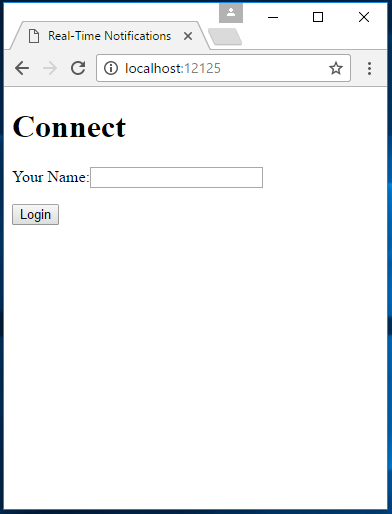 Real-Time Notifications
localhost:12125
Connect
Your Name:
Login